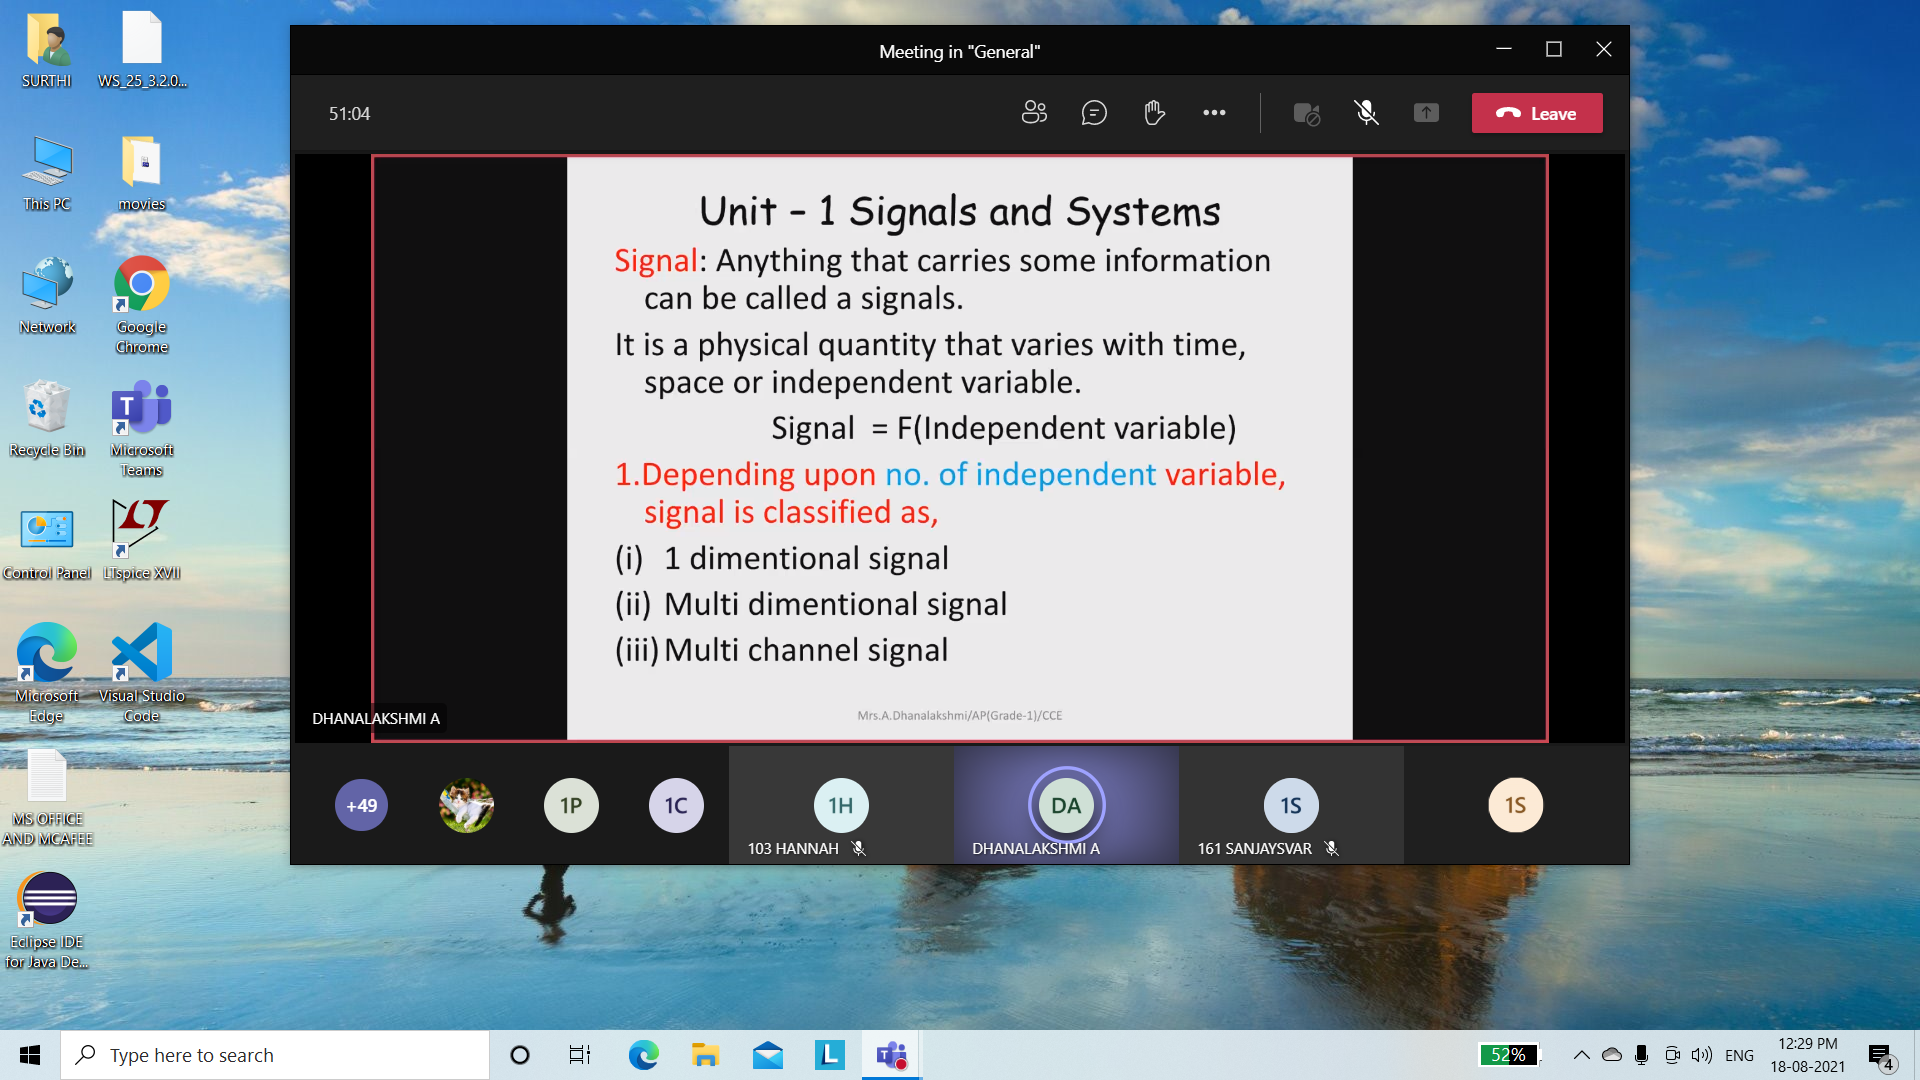 SURTHI
WS_25_3.2.0...
This PC
movies
Network
Google
Chrome
Recycle Bin
Microsoft
Teams
Control Panel
LTspice XVII
Microsoft
Edge
Visual Studio
Code
MS OFFICE
AND MCAFEE
Eclipse IDE
for Java De...
Meeting in "General"
51:04
Leave
Unit – 1 Signals and Systems
Signal: Anything that carries some information
can be called a signals.
It is a physical quantity that varies with time,
space or independent variable.
Signal = F(Independent variable)
1.Depending upon no. of independent variable,
signal is classified as,
(i) 1 dimentional signal
(ii) Multi dimentional signal
(iii) Multi channel signal
Mrs.A.Dhanalakshmi/AP(Grade-1)/CCE
DHANALAKSHMI A
+49
1P
1C
1H
103 HANNAH
DA
DHANALAKSHMI A
1S
161 SANJAYSVAR
1S
Type here to search
52%
ENG
12:29 PM
18-08-2021
4